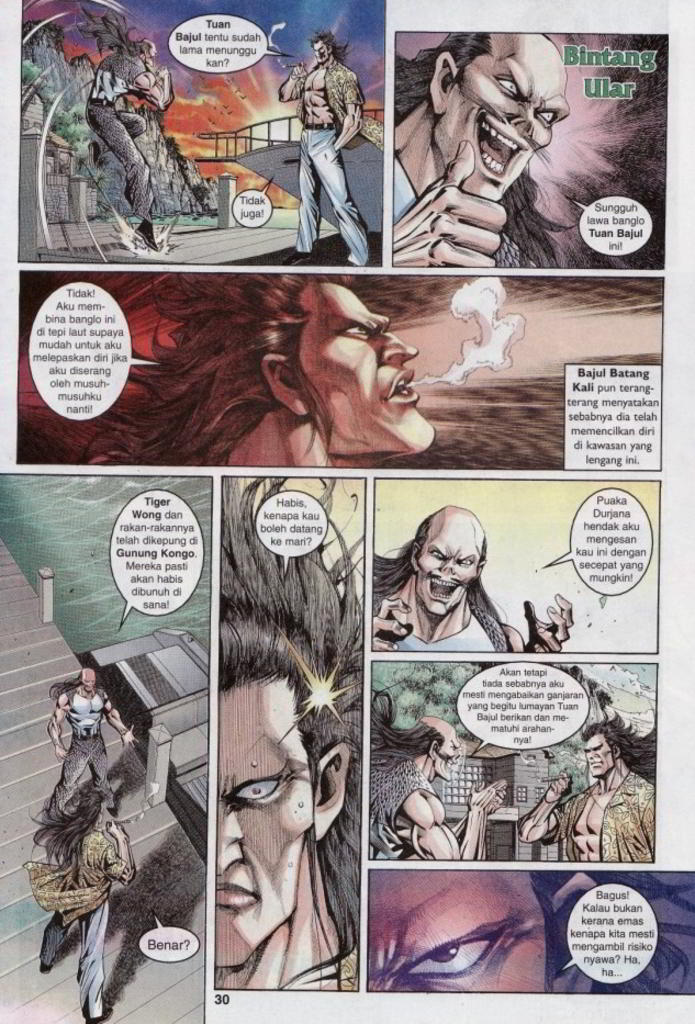 Tuan
Bajul tentu sudah
lama menunggu
kan?
Tidak
juga!
Bintang
Ular
Sungguh
lawa banglo
Tuan Bajul
ini!
Tidak!
Aku mem-
bina banglo ini
di tepi laut supaya
mudah untuk aku
melepaskan diri jika
aku diserang
oleh musuh-
musuhku
nanti!
Bajul Batang
Kali pun terang-
terang menyatakan
sebabnya dia telah
memencilkan diri
di kawasan yang
lengang ini.
Tiger
Wong dan
rakan-rakannya
telah dikepung di
Gunung Kongo.
Mereka pasti
akan habis
dibunuh di
sana!
Benar?
Habis,
kenapa kau
boleh datang
ke mari?
Puaka
Durjana
hendak aku
mengesan
kau ini dengan
secepat yang
mungkin!
Akan tetapi
tiada sebabnya aku
mesti mengabaikan ganjaran
yang begitu lumayan Tuan
Bajul berikan dan me-
matuhi arahan-
nya!
Bagus!
Kalau bukan
kerana emas
kenapa kita mesti
mengambil risiko
nyawa? Ha,
ha...
30